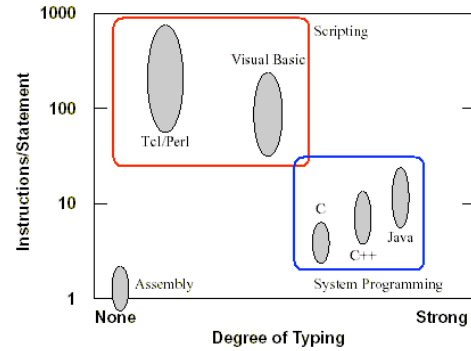 1000
Scripting
Visual Basic
100
Tcl/Perl
Instructions/Statement
10
C
C++
Java
Assembly
System Programming
1
None
Strong
Degree of Typing